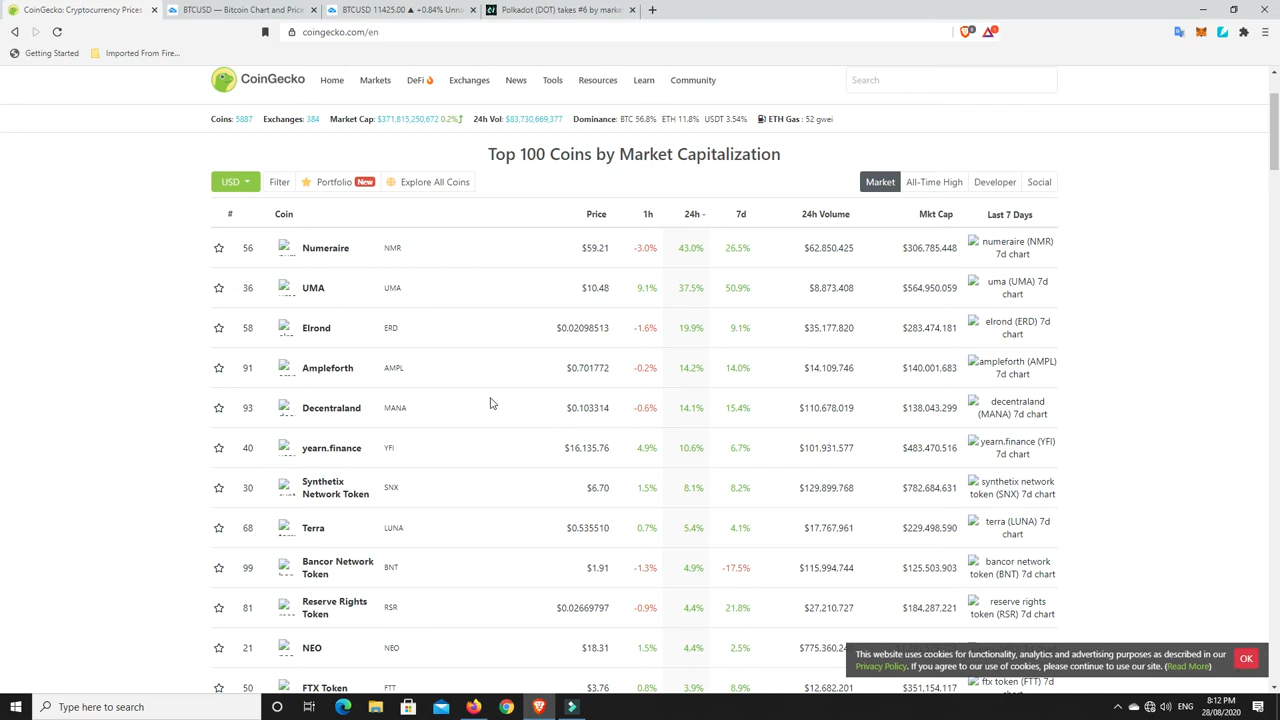 CoinGecko: Cryptocurrency Prices
BTCUSD — Bitcoin Chart and Price
BTCUSD 11425.00 ▲ +0.84% Unna
Polkadot (DOT) takes #6 by marke
coingecko.com/en
Getting Started
Imported From Fire...
CoinGecko
Home
Markets
DeFi
Exchanges
News
Tools
Resources
Learn
Community
Search
Coins: 5887
Exchanges: 384
Market Cap: $371,815,250,672 0.2%
24h Vol: $83,730,669,377
Dominance: BTC 56.8% ETH 11.8% USDT 3.54%
ETH Gas : 52 gwei
Top 100 Coins by Market Capitalization
USD
Filter
Portfolio New
Explore All Coins
Market
All-Time High
Developer
Social
# Coin Price 1h 24h 7d 24h Volume Mkt Cap Last 7 Days
56 Numeraire NMR $59.21 -3.0% 43.0% 26.5% $62,850,425 $306,785,448 numeraire (NMR)
7d chart
36 UMA UMA $10.48 9.1% 37.5% 50.9% $8,873,408 $564,950,059 uma (UMA) 7d
chart
58 Elrond ERD $0.02098513 -1.6% 19.9% 9.1% $35,177,820 $283,474,181 elrond (ERD) 7d
chart
91 Ampleforth AMPL $0.701772 -0.2% 14.2% 14.0% $14,109,746 $140,001,683 ampleforth (AMPL)
7d chart
93 Decentraland MANA $0.103314 -0.6% 14.1% 15.4% $110,678,019 $138,043,299 decentraland
(MANA) 7d chart
40 yearn.finance YFI $16,135.76 4.9% 10.6% 6.7% $101,931,577 $483,470,516 yearn.finance (YFI)
7d chart
30 Synthetix
Network Token SNX $6.70 1.5% 8.1% 8.2% $129,899,768 $782,684,631 synthetix network
token (SNX) 7d chart
68 Terra LUNA $0.535510 0.7% 5.4% 4.1% $17,767,961 $229,498,590 terra (LUNA) 7d
chart
99 Bancor Network
Token BNT $1.91 -1.3% 4.9% -17.5% $115,994,744 $125,503,903 bancor network
token (BNT) 7d chart
81 Reserve Rights
Token RSR $0.02669797 -0.9% 4.4% 21.8% $27,210,727 $184,287,221 reserve rights
token (RSR) 7d chart
21 NEO NEO $18.31 1.5% 4.4% 2.5% $775,360,2
50 FTX Token FTT $3.76 0.8% 3.9% 8.9% $12,682,201 $351,154,117 ftx token (FTT) 7d
This website uses cookies for functionality, analytics and advertising purposes as described in our
Privacy Policy. If you agree to our use of cookies, please continue to use our site. (Read More)
OK
Type here to search
ENG
8:12 PM
28/08/2020